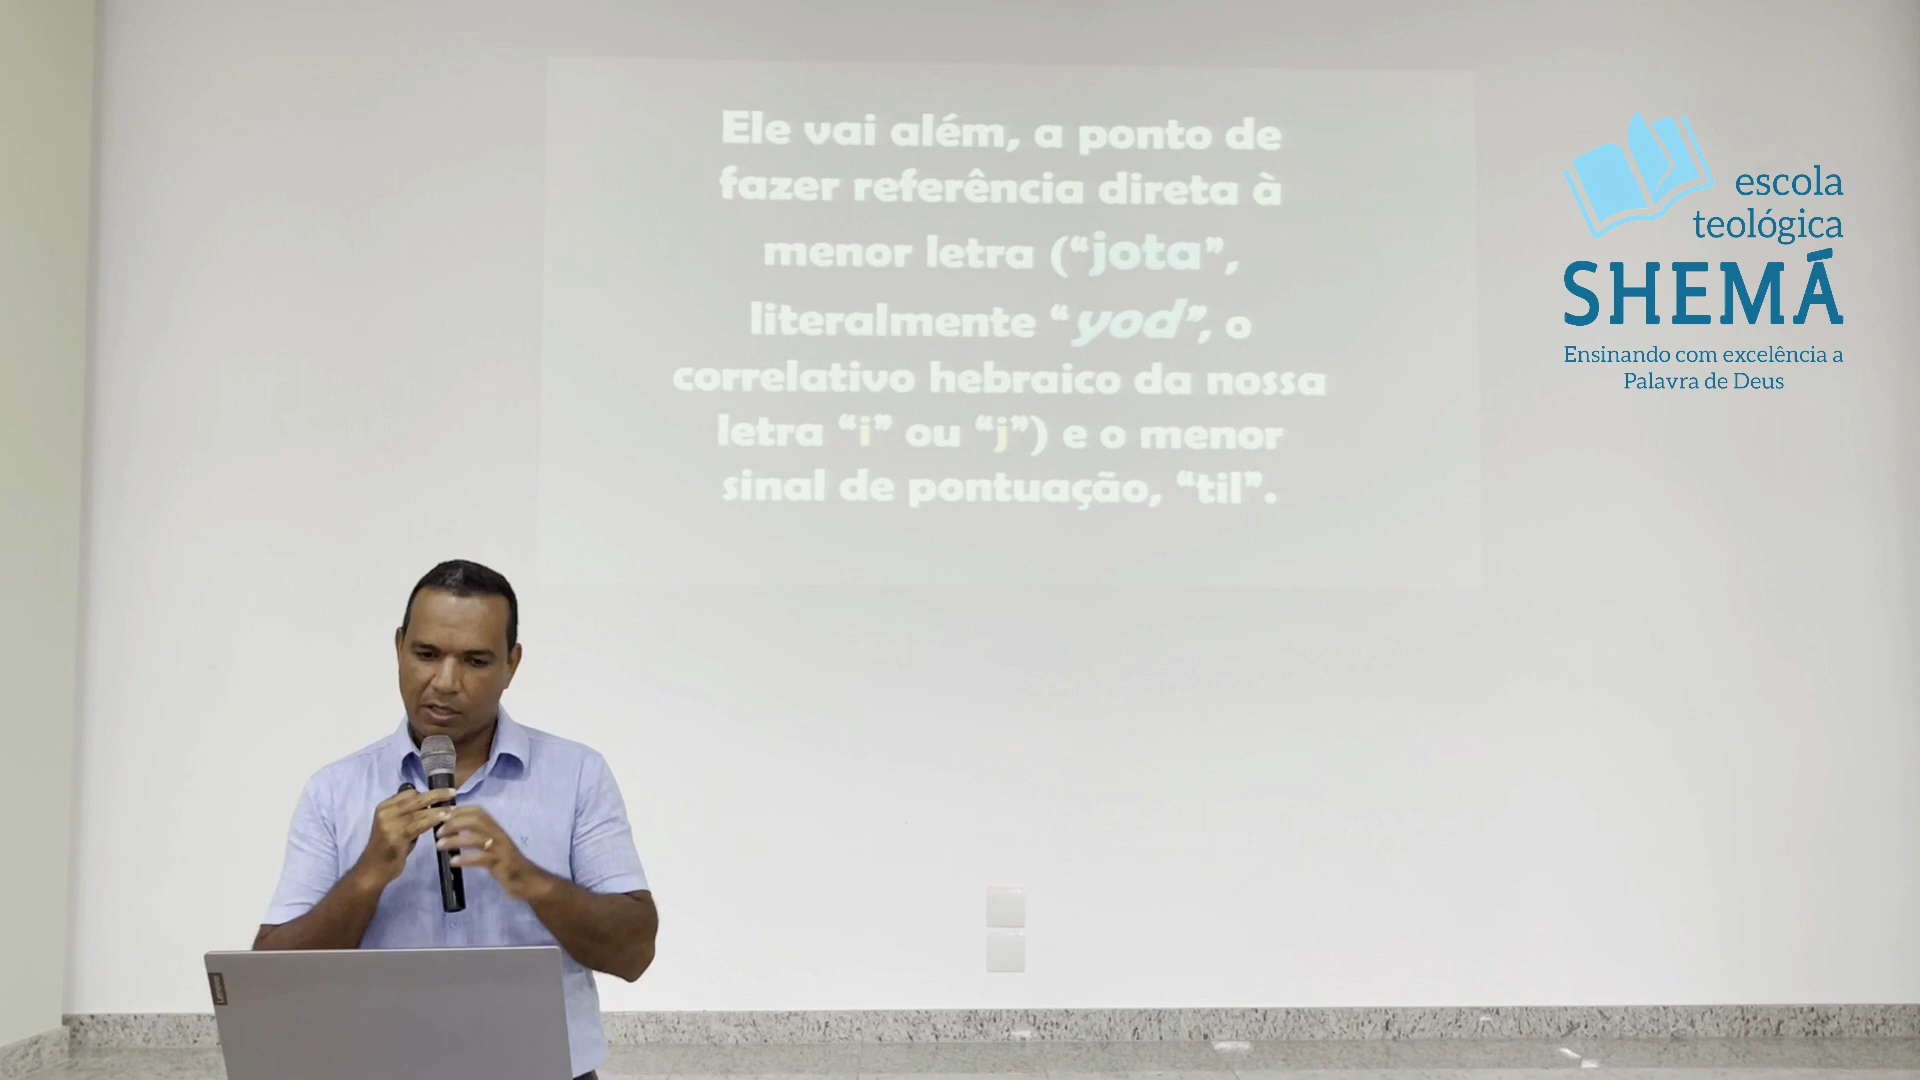 Ele vai além, a ponto de
fazer referência direta à
menor letra (“jota”,
literalmente “yod”, o
correlativo hebraico da nossa
letra “i” ou “j”) e o menor
sinal de pontuação, “til”.
escola
teológica
SHEMÁ
Ensinando com excelência a
Palavra de Deus
Lenovo